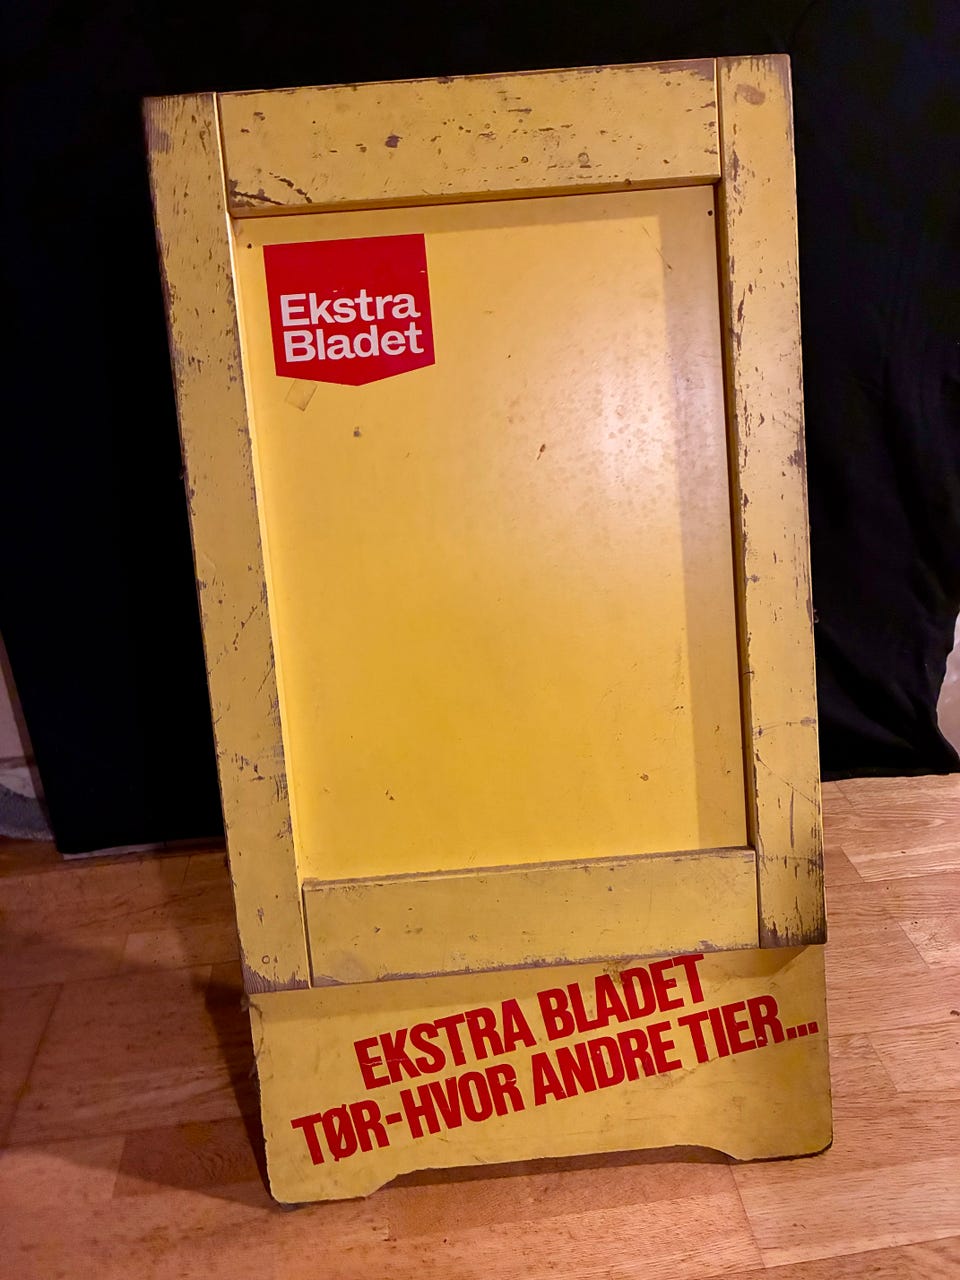 Ekstra
Bladet
EKSTRA BLADET
TØR-HVOR ANDRE TIER...